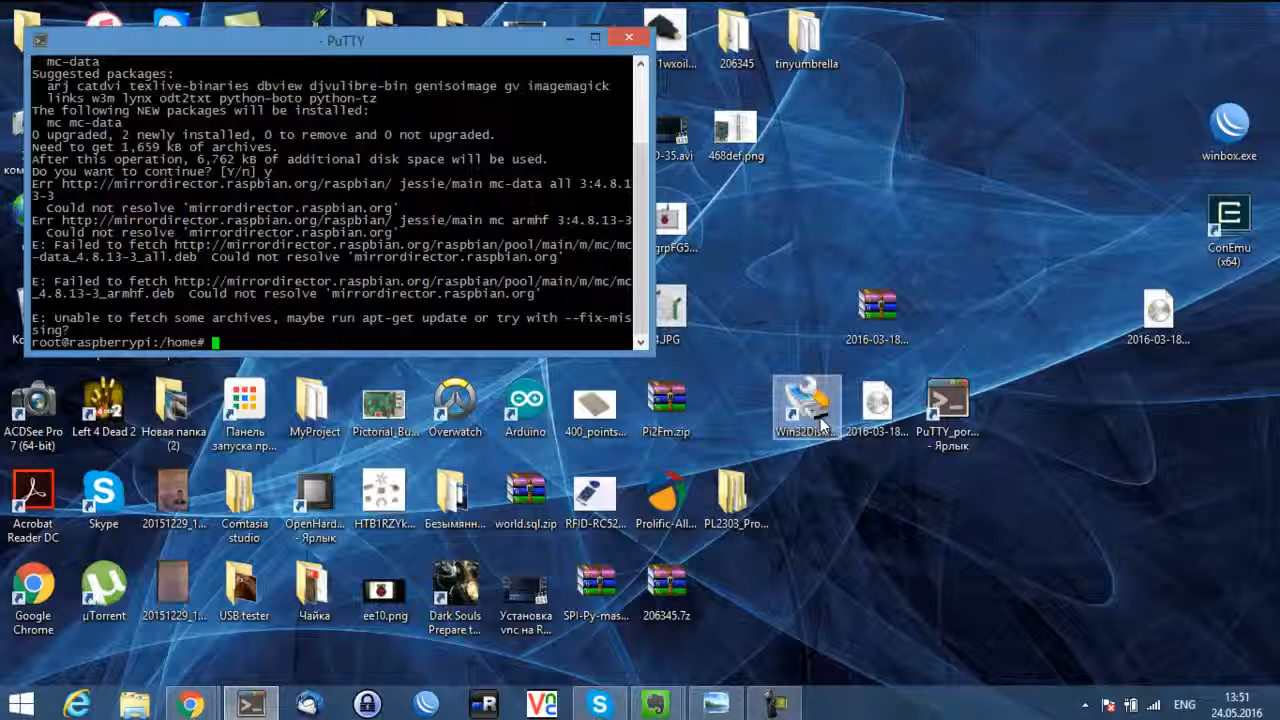 - PuTTY
mc-data
Suggested packages:
arj catdvi texlive-binaries dbview djvulibre-bin genisoimage gv imagemagick
links w3m lynx odt2txt python-boto python-tz
The following NEW packages will be installed:
mc mc-data
0 upgraded, 2 newly installed, 0 to remove and 0 not upgraded.
Need to get 1,659 kB of archives.
After this operation, 6,762 kB of additional disk space will be used.
Do you want to continue? [Y/n] y
Err http://mirrordirector.raspbian.org/raspbian/ jessie/main mc-data all 3:4.8.1
3-3
Could not resolve 'mirrordirector.raspbian.org'
Err http://mirrordirector.raspbian.org/raspbian/ jessie/main mc armhf 3:4.8.13-3
Could not resolve 'mirrordirector.raspbian.org'
E: Failed to fetch http://mirrordirector.raspbian.org/raspbian/pool/main/m/mc/mc
-data_4.8.13-3_all.deb  Could not resolve 'mirrordirector.raspbian.org'
E: Failed to fetch http://mirrordirector.raspbian.org/raspbian/pool/main/m/mc/mc
_4.8.13-3_armhf.deb  Could not resolve 'mirrordirector.raspbian.org'
E: Unable to fetch some archives, maybe run apt-get update or try with --fix-mis
sing?
root@raspberrypi:/home#
1wxoil...
206345
tinyumbrella
D-35.avi
468def.png
winbox.exe
grpFG5...
ConEmu
(x64)
4.JPG
2016-03-18...
2016-03-18...
ACDSee Pro
7 (64-bit)
Left 4 Dead 2
Новая папка
(2)
Панель
запуска пр...
MyProject
Pictorial_Bu...
Overwatch
Arduino
400_points...
Pi2Fm.zip
Win32Disk...
2016-03-18...
PuTTY_por...
- Ярлык
Acrobat
Reader DC
Skype
20151229_1...
Comtasia
studio
OpenHard...
- Ярлык
HTB1RZYk...
Безымянн...
world.sql.zip
RFID-RC52...
Prolific-All...
PL2303_Pro...
Google
Chrome
µTorrent
20151229_1...
USB tester
Чайка
ee10.png
Dark Souls
Prepare t...
Установка
vnc на R...
SPI-Py-mas...
206345.7z
ENG
13:51
24.05.2016